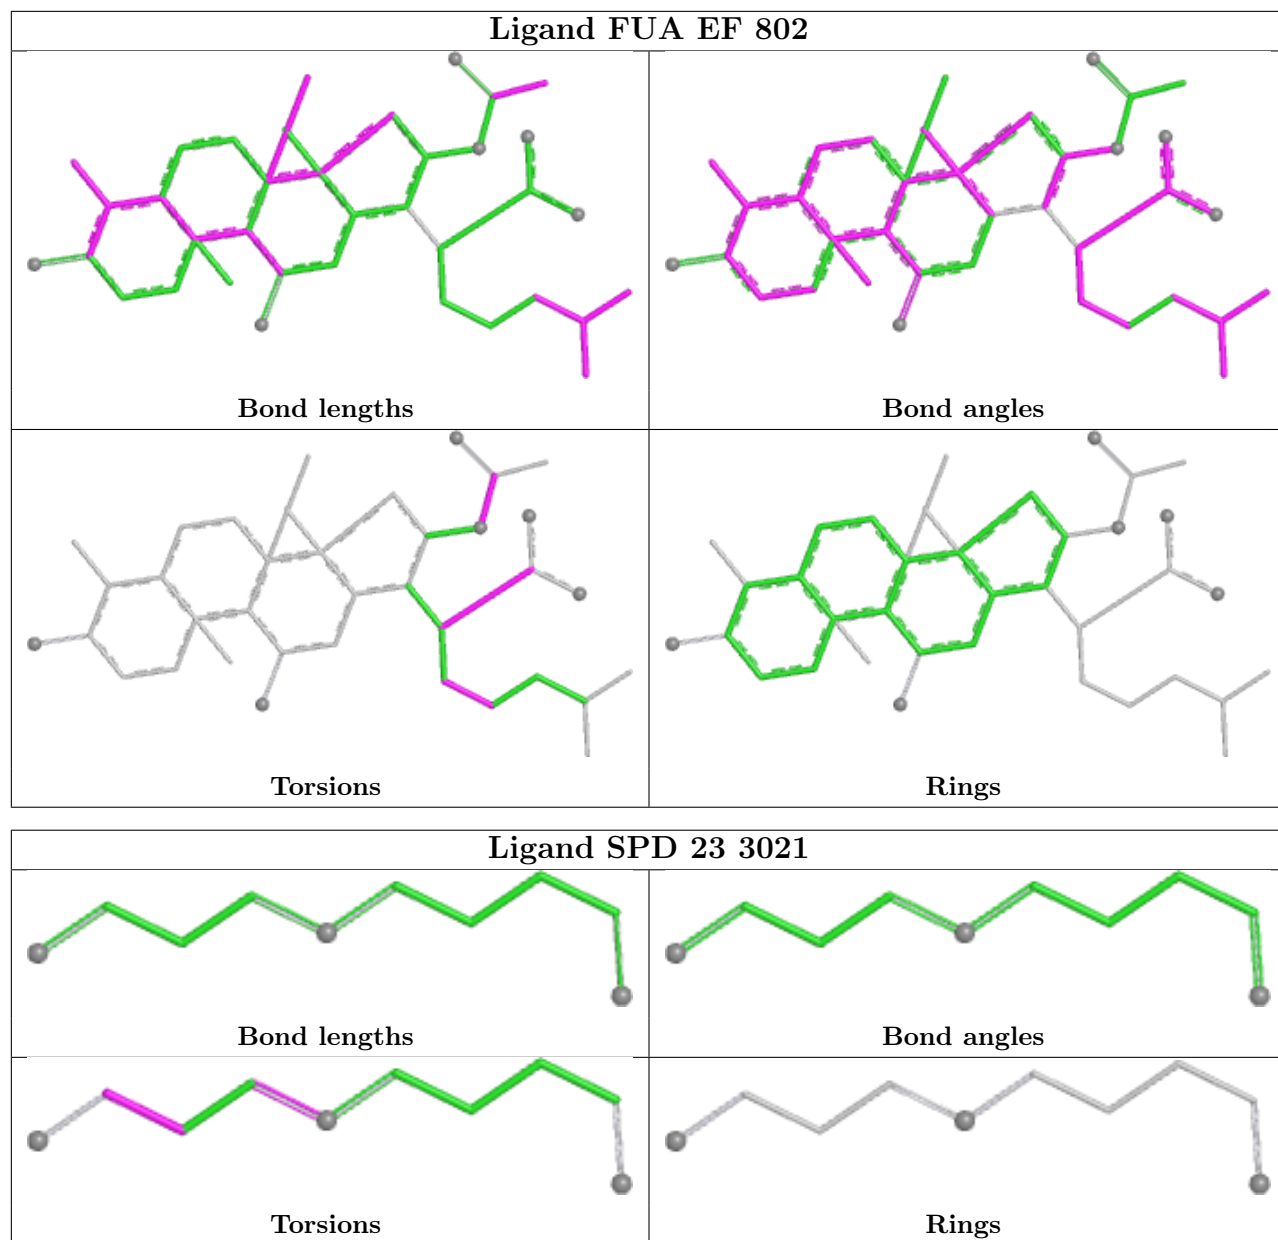 Ligand FUA EF 802
Bond lengths
Bond angles
Torsions
Rings
Ligand SPD 23 3021
Bond lengths
Bond angles
Torsions
Rings